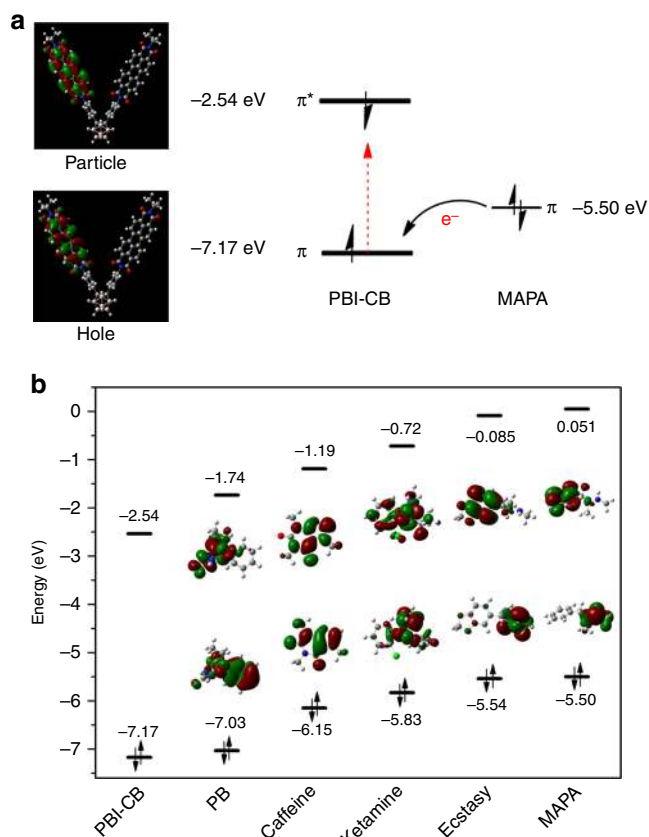 a
Particle
Hole
−2.54 eV
π*
−7.17 eV
π
e−
π
−5.50 eV
PBI-CB
MAPA
b
Energy (eV)
0
−1
−2
−3
−4
−5
−6
−7
−2.54
−1.74
−1.19
−0.72
−0.085
0.051
−7.17
−7.03
−6.15
−5.83
−5.54
−5.50
PBI-CB
PB
Caffeine
Ketamine
Ecstasy
MAPA